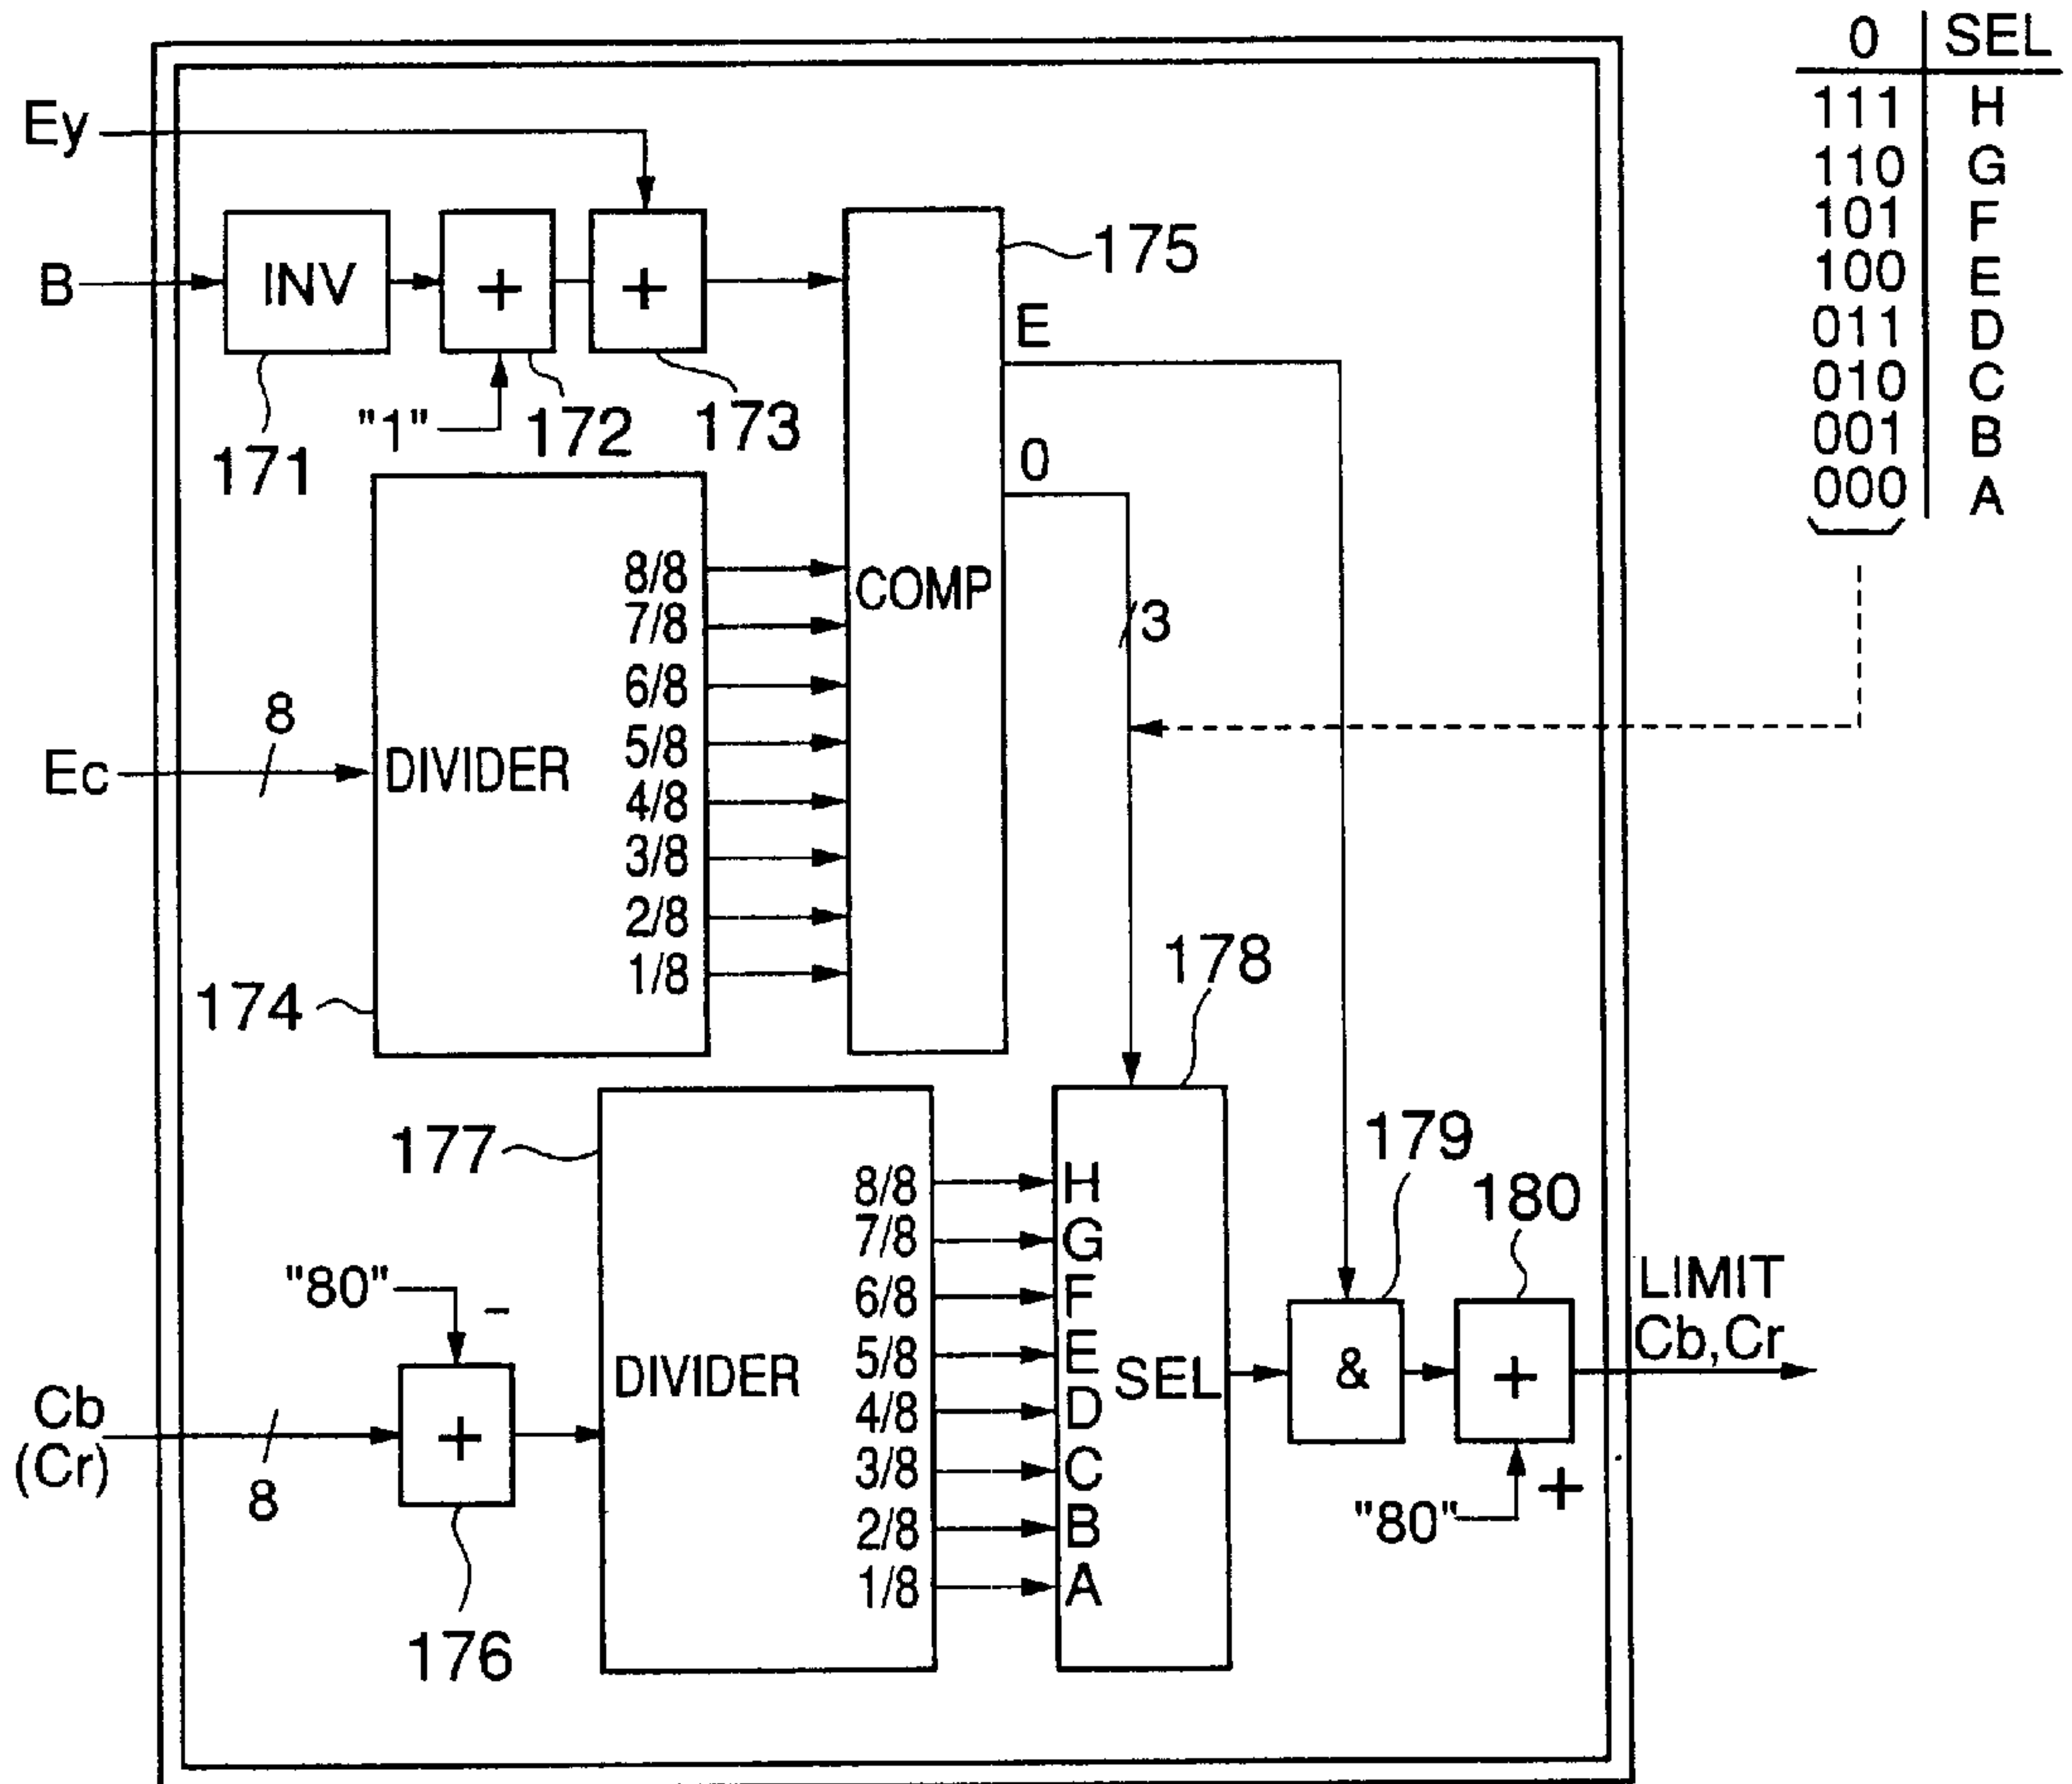 0 SEL
111 H
110 G
101 F
100 E
011 D
010 C
001 B
000 A
Ey
B
INV
+
+
"1"
171
172
173
175
E
0
COMP
3
8/8
7/8
6/8
5/8
4/8
3/8
2/8
1/8
Ec
8
DIVIDER
174
178
177
179
180
8/8 H
7/8 G
6/8 F
5/8 E
4/8 D
3/8 C
2/8 B
1/8 A
DIVIDER
SEL
&
+
LIMIT
Cb,Cr
"80"
-
Cb
(Cr)
8
+
176
"80"
+